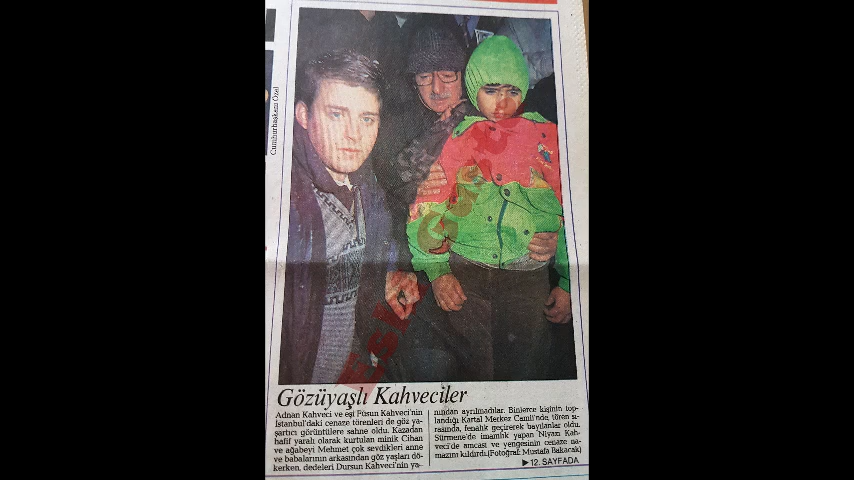 Cumhurbaşkanı Özel
Gözüyaşlı Kahveciler
Adnan Kahveci ve eşi Füsun Kahveci'nin
İstanbul'daki cenaze törenleri de göz ya-
şartıcı görüntülere sahne oldu. Kazadan
hafif yaralı olarak kurtulan minik Cihan
ve ağabeyi Mehmet çok sevdikleri anne
ve babalarının arkasından göz yaşları dö-
kerken, dedeleri Dursun Kahveci'nin ya-
nından ayrılmadılar. Binlerce kişinin top-
landığı Kartal Merkez Camii'nde, tören sı-
rasında, fenalık geçirerek bayılanlar oldu.
Sürmene'de imamlık yapan Niyazi Kah-
veci'de amcası ve yengesinin cenaze na-
mazını kıldırdı.(Fotoğraf: Mustafa Bakacak)
▶12. SAYFADA